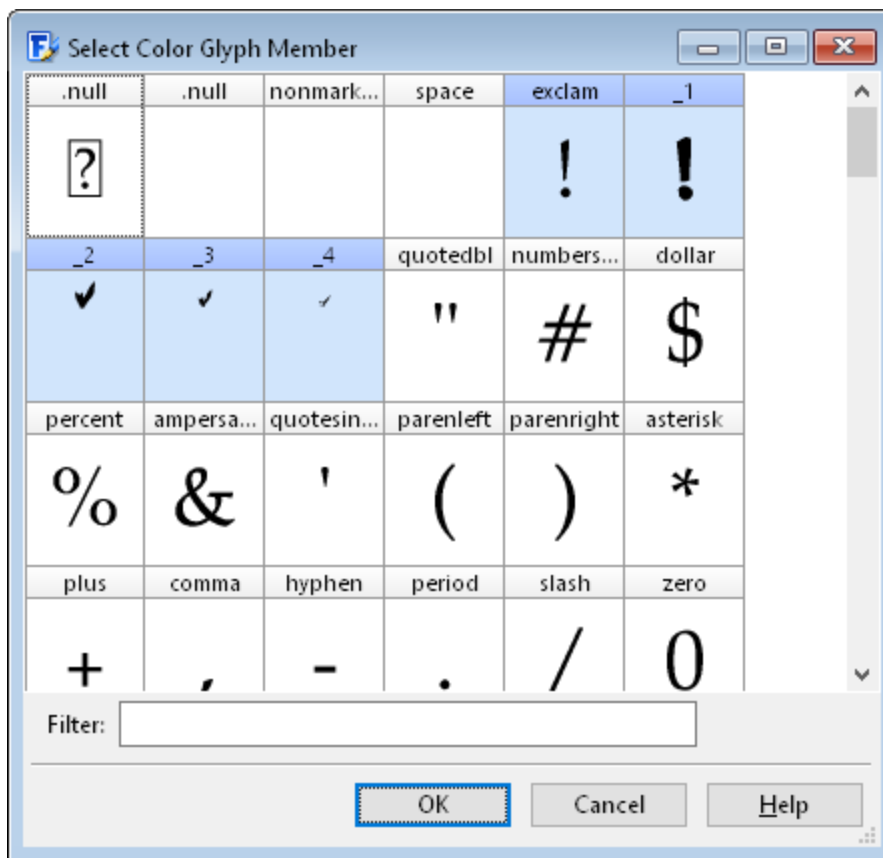 Select Color Glyph Member
.null .null nonmark... space exclam _1
? ! !
_2 _3 _4 quotedbl numbers... dollar
" # $
percent ampersa... quotesin... parenleft parenright asterisk
% & ' ( ) *
plus comma hyphen period slash zero
+ , - . / 0
Filter:
OK Cancel Help